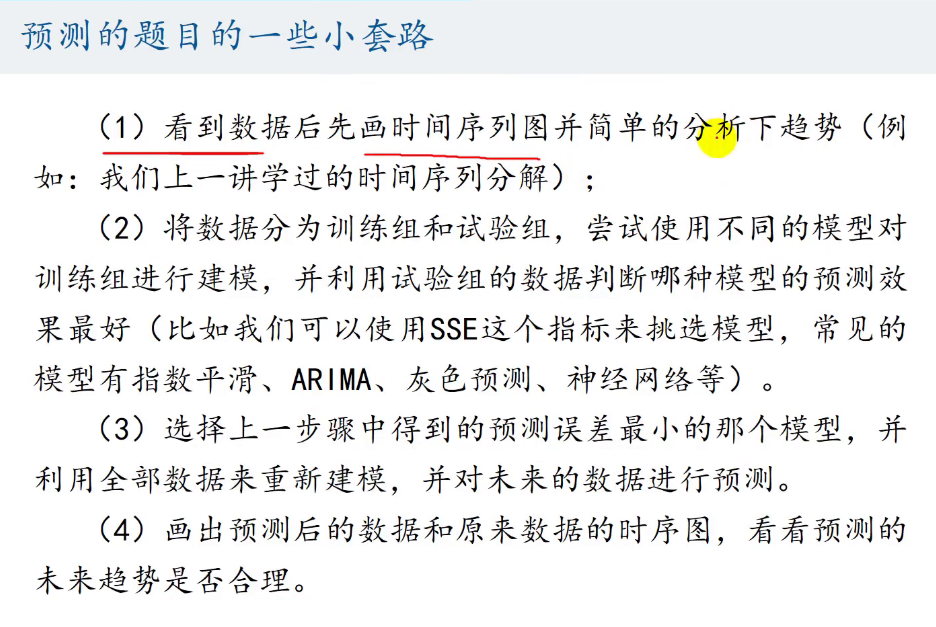 预测的题目的一些小套路
（1）看到数据后先画时间序列图并简单的分析下趋势（例
如：我们上一讲学过的时间序列分解）；
（2）将数据分为训练组和试验组，尝试使用不同的模型对
训练组进行建模，并利用试验组的数据判断哪种模型的预测效
果最好（比如我们可以使用SSE这个指标来挑选模型，常见的
模型有指数平滑、ARIMA、灰色预测、神经网络等）。
（3）选择上一步骤中得到的预测误差最小的那个模型，并
利用全部数据来重新建模，并对未来的数据进行预测。
（4）画出预测后的数据和原来数据的时序图，看看预测的
未来趋势是否合理。